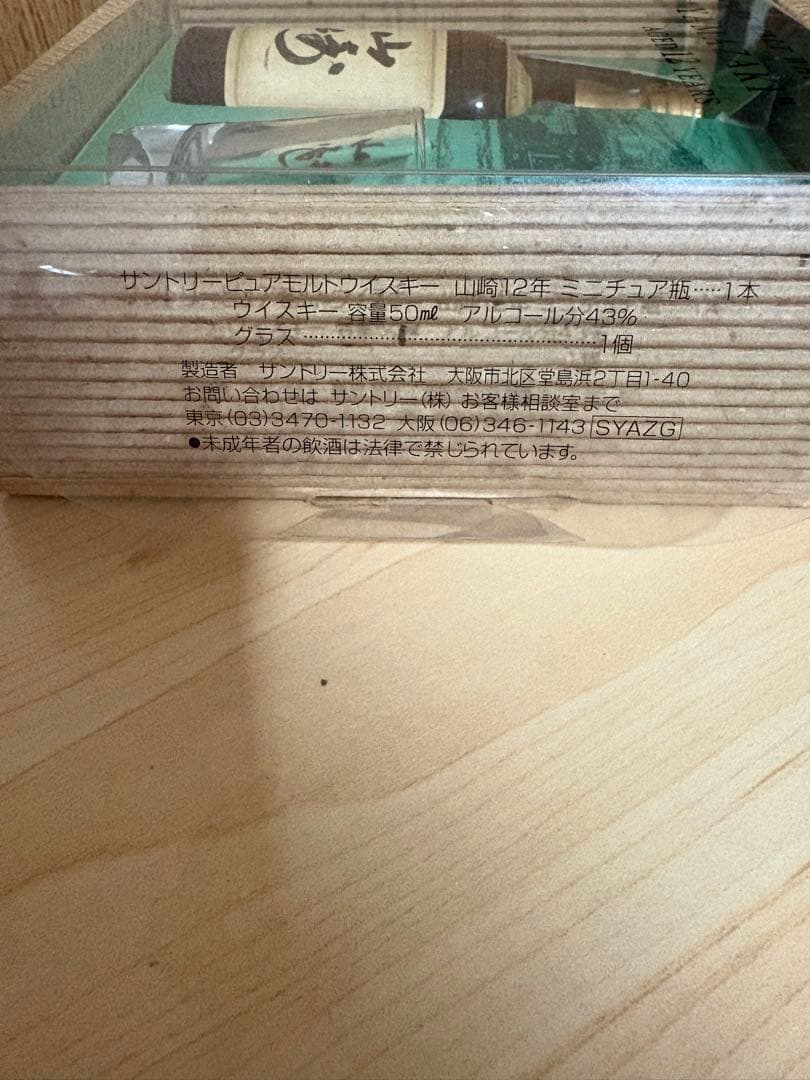 山崎
AGED 12 YEARS
サントリーピュアモルトウイスキー 山崎12年 ミニチュア瓶‥‥‥1本
ウイスキー 容量50㎖ アルコール分43%
グラス ‥‥‥‥‥‥‥‥‥‥‥‥‥‥‥‥‥‥‥‥1個
製造者 サントリー株式会社 大阪市北区堂島浜2丁目1-40
お問い合わせは サントリー(株) お客様相談室まで
東京(03)3470-1132 大阪(06)346-1143 SYAZG
●未成年者の飲酒は法律で禁じられています。